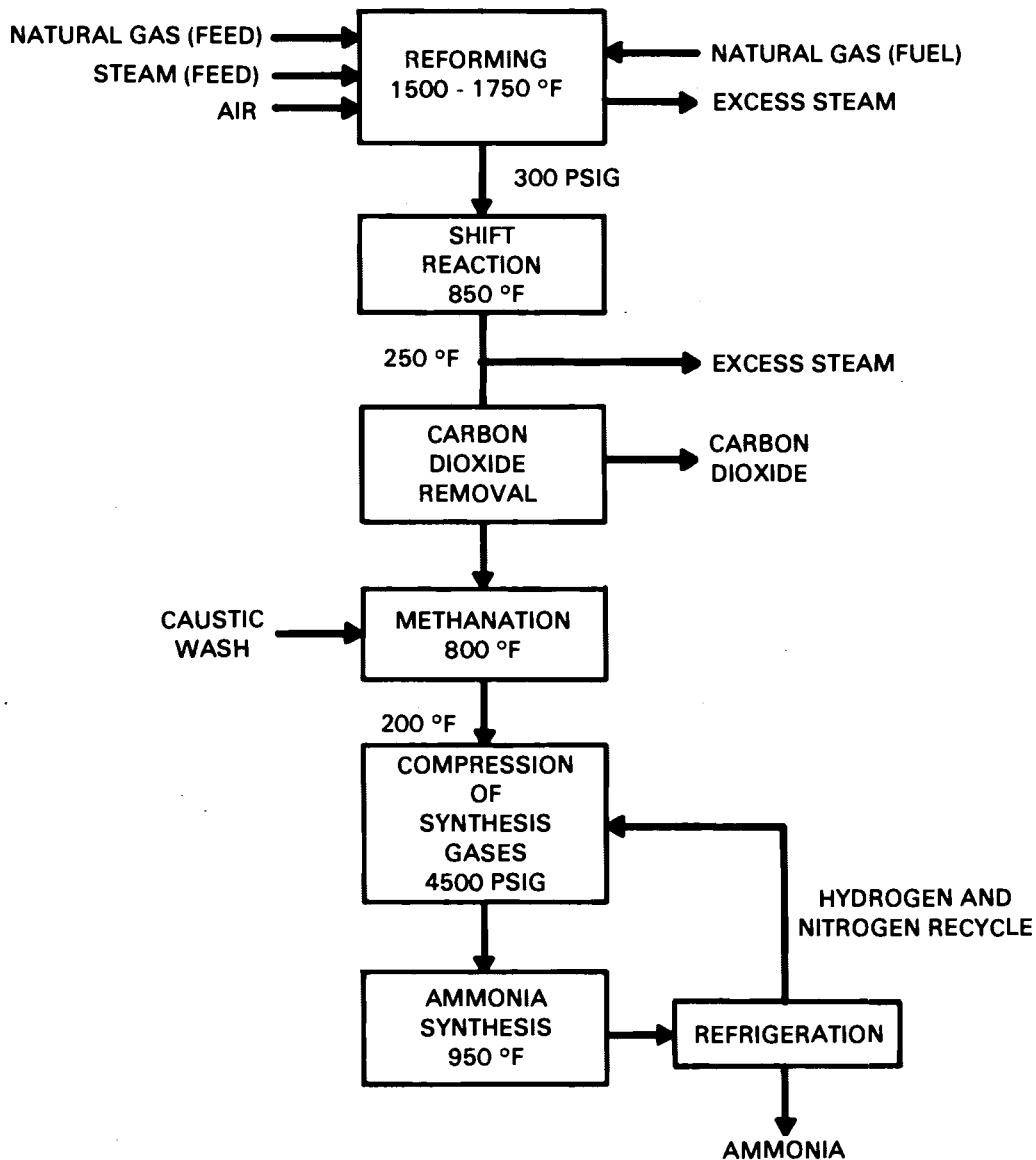 NATURAL GAS (FEED)
STEAM (FEED)
AIR
REFORMING
1500 - 1750 °F
NATURAL GAS (FUEL)
EXCESS STEAM
300 PSIG
SHIFT
REACTION
850 °F
250 °F
EXCESS STEAM
CARBON
DIOXIDE
REMOVAL
CARBON
DIOXIDE
CAUSTIC
WASH
METHANATION
800 °F
200 °F
COMPRESSION
OF
SYNTHESIS
GASES
4500 PSIG
HYDROGEN AND
NITROGEN RECYCLE
AMMONIA
SYNTHESIS
950 °F
REFRIGERATION
AMMONIA